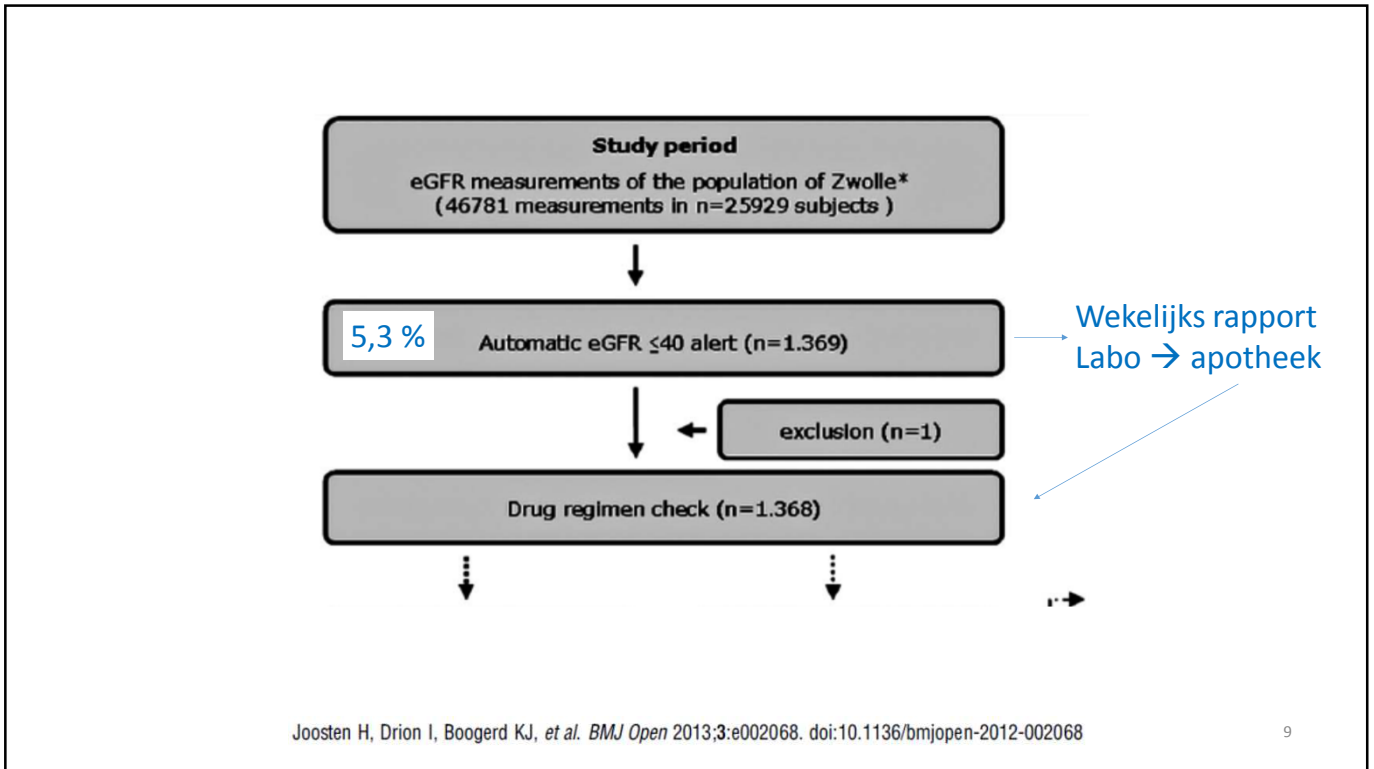 Study period
eGFR measurements of the population of Zwolle*
(46781 measurements in n=25929 subjects )
5,3 %
Automatic eGFR ≤40 alert (n=1.369)
Wekelijks rapport
Labo → apotheek
exclusion (n=1)
Drug regimen check (n=1.368)
Joosten H, Drion I, Boogerd KJ, et al. BMJ Open 2013;3:e002068. doi:10.1136/bmjopen-2012-002068
9